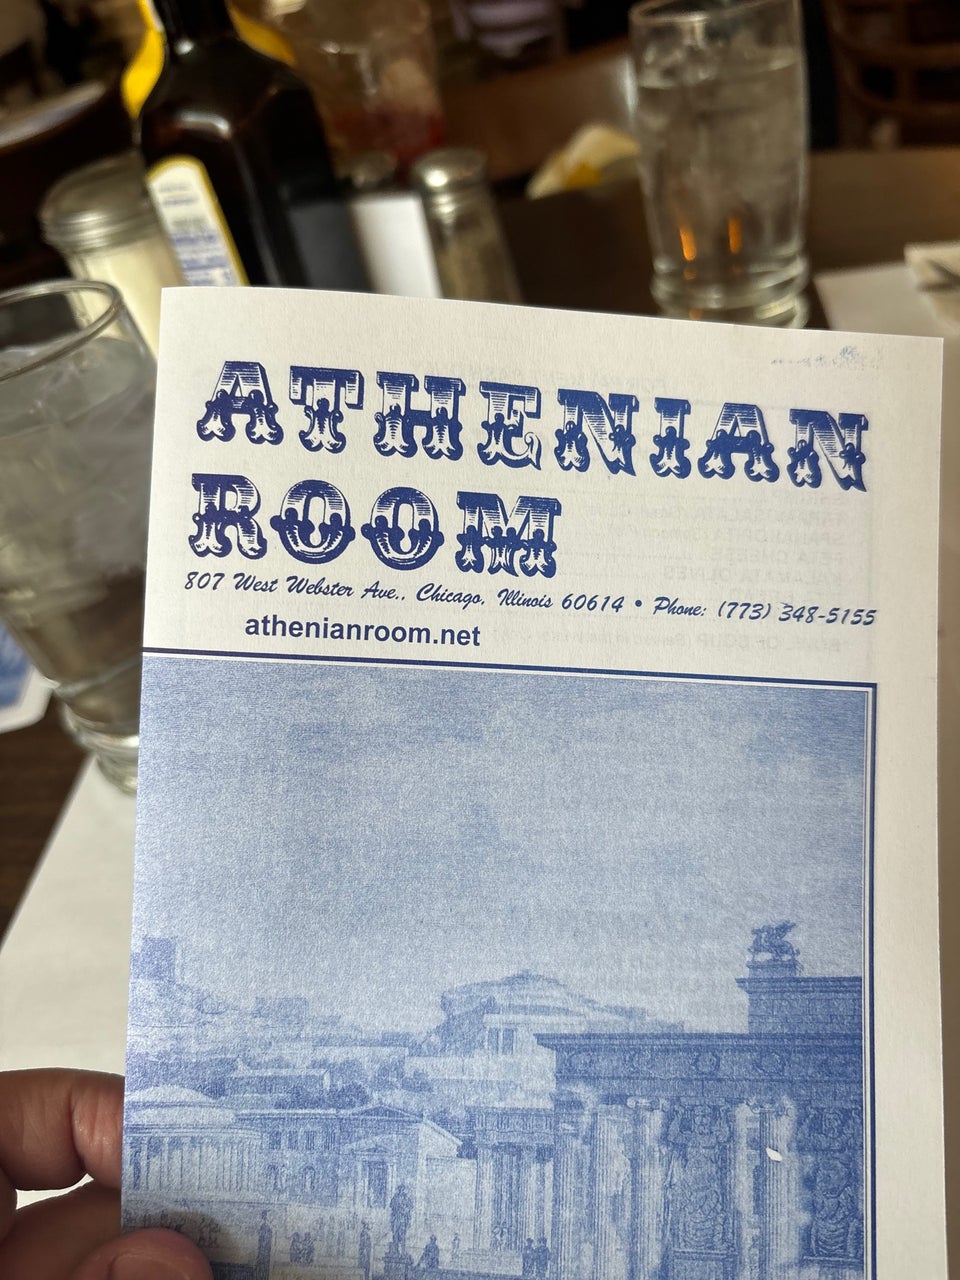 ATHENIAN
ROOM
807 West Webster Ave., Chicago, Illinois 60614 • Phone: (773) 348-5155
athenianroom.net